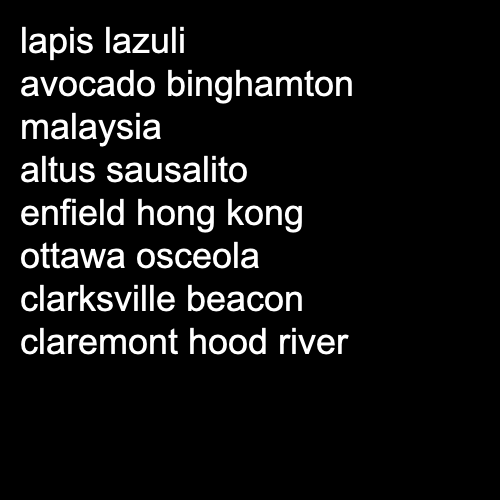 lapis lazuli
avocado binghamton
malaysia
altus sausalito
enfield hong kong
ottawa osceola
clarksville beacon
claremont hood river